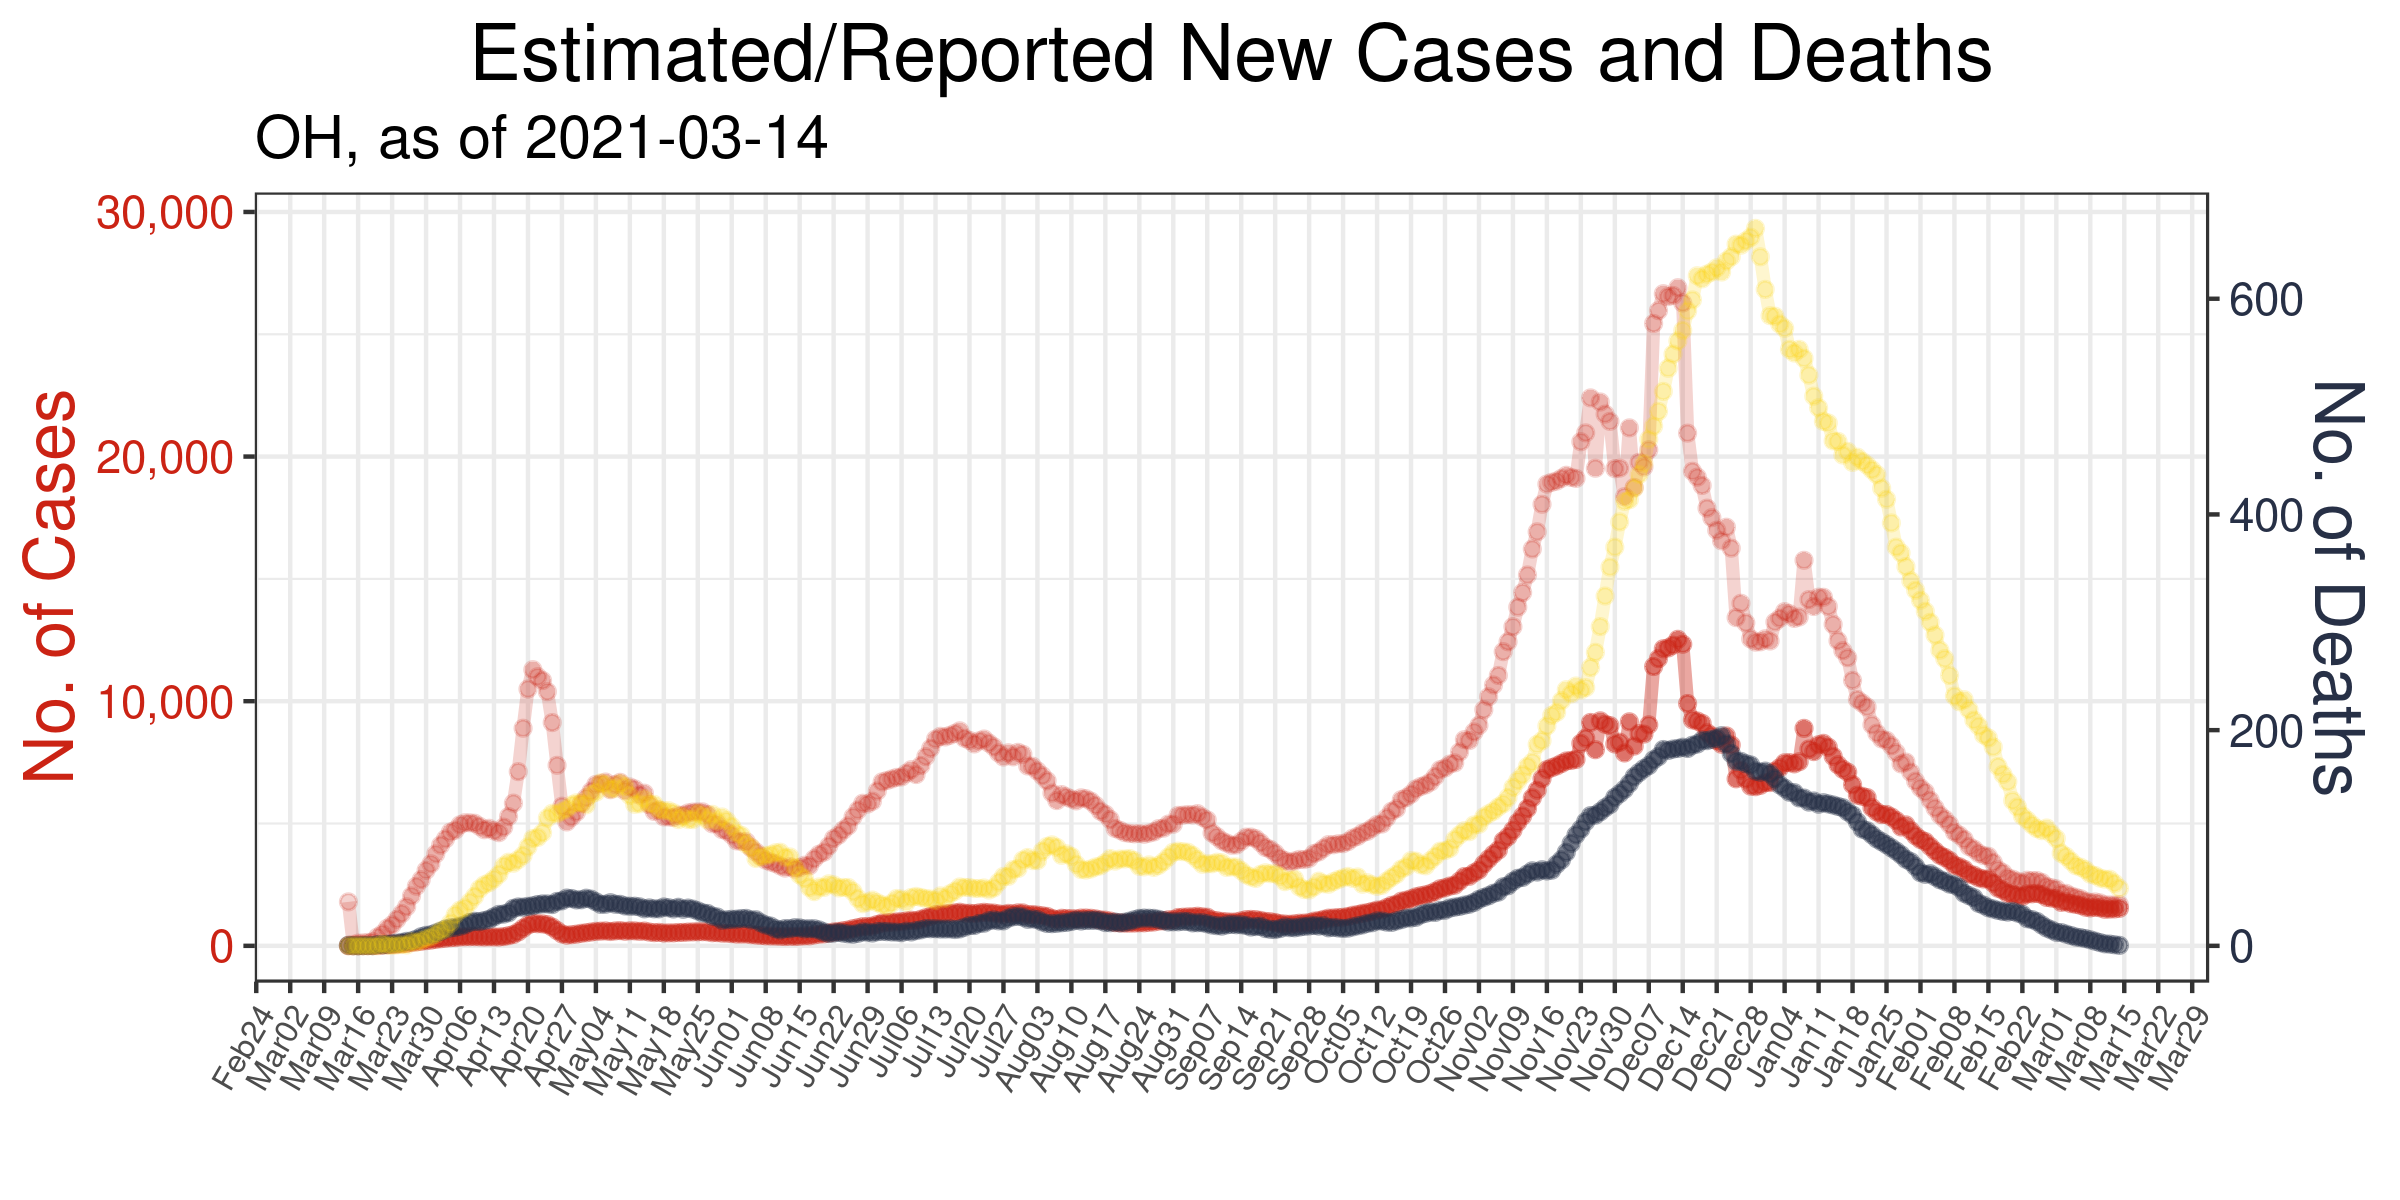 Estimated/Reported New Cases and Deaths
OH, as of 2021-03-14
No. of Cases
30,000
20,000
10,000
0
600
400
200
0
No. of Deaths
Feb24
Mar02
Mar09
Mar16
Mar23
Mar30
Apr06
Apr13
Apr20
Apr27
May04
May11
May18
May25
Jun01
Jun08
Jun15
Jun22
Jun29
Jul06
Jul13
Jul20
Jul27
Aug03
Aug10
Aug17
Aug24
Aug31
Sep07
Sep14
Sep21
Sep28
Oct05
Oct12
Oct19
Oct26
Nov02
Nov09
Nov16
Nov23
Nov30
Dec07
Dec14
Dec21
Dec28
Jan04
Jan11
Jan18
Jan25
Feb01
Feb08
Feb15
Feb22
Mar01
Mar08
Mar15
Mar22
Mar29